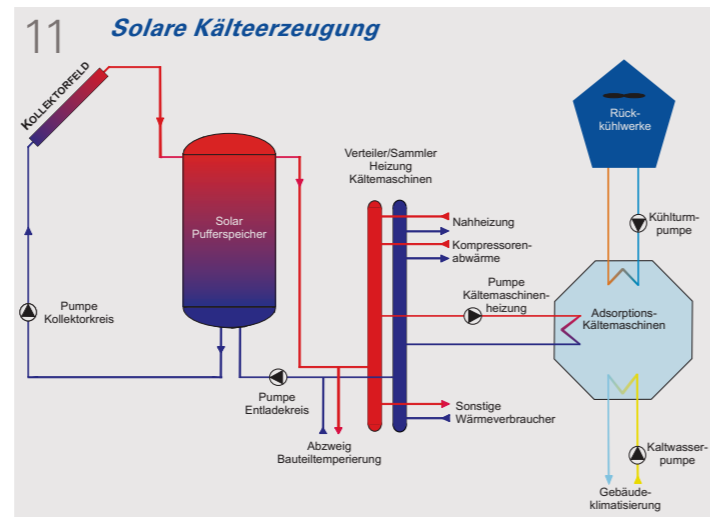 11
Solare Kälteerzeugung
KOLLEKTORFELD
Rück-
kühlwerke
Verteiler/Sammler
Heizung
Kältemaschinen
Solar
Pufferspeicher
Nahheizung
Kompressoren-
abwärme
Kühlturm-
pumpe
Pumpe
Kältemaschinen-
heizung
Adsorptions-
Kältemaschinen
Pumpe
Kollektorkreis
Pumpe
Entladekreis
Sonstige
Wärmeverbraucher
Abzweig
Bauteiltemperierung
Kaltwasser-
pumpe
Gebäude-
klimatisierung